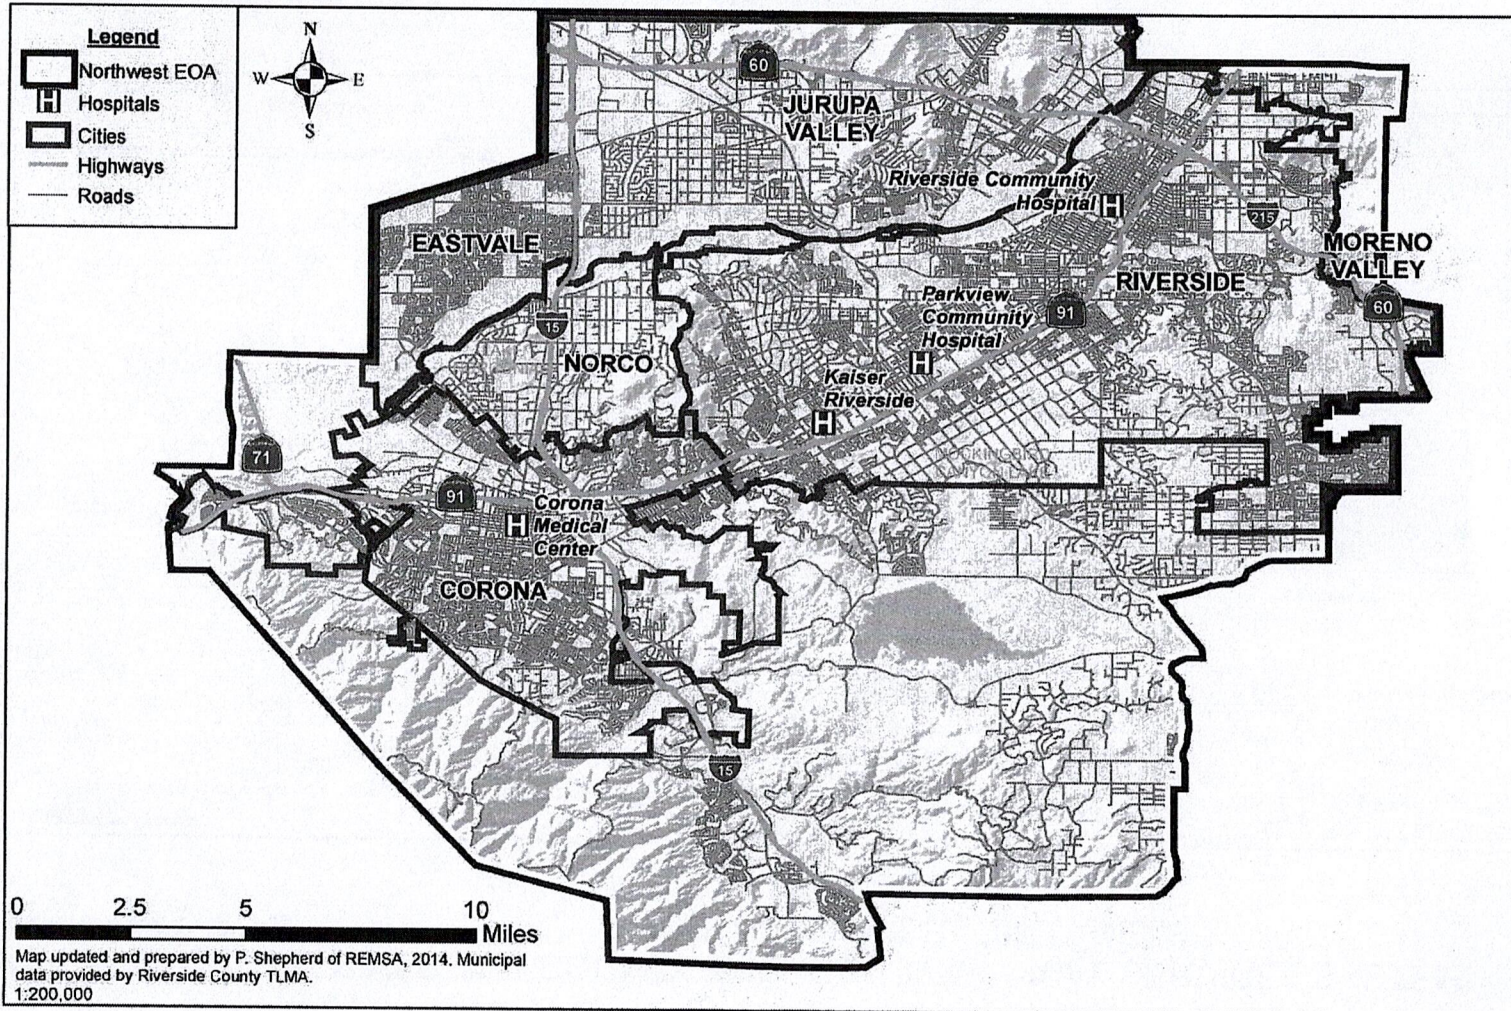 Legend
Northwest EOA
H Hospitals
Cities
Highways
Roads
N
W E
S
60
JURUPA
VALLEY
Riverside Community
Hospital H
215
EASTVALE
MORENO
VALLEY
RIVERSIDE
Parkview
Community
Hospital
H
91
60
15
NORCO
Kaiser
Riverside
H
71
91
Corona
Medical
Center
H
CORONA
15
0 2.5 5 10
Miles
Map updated and prepared by P. Shepherd of REMSA, 2014. Municipal
data provided by Riverside County TLMA.
1:200,000